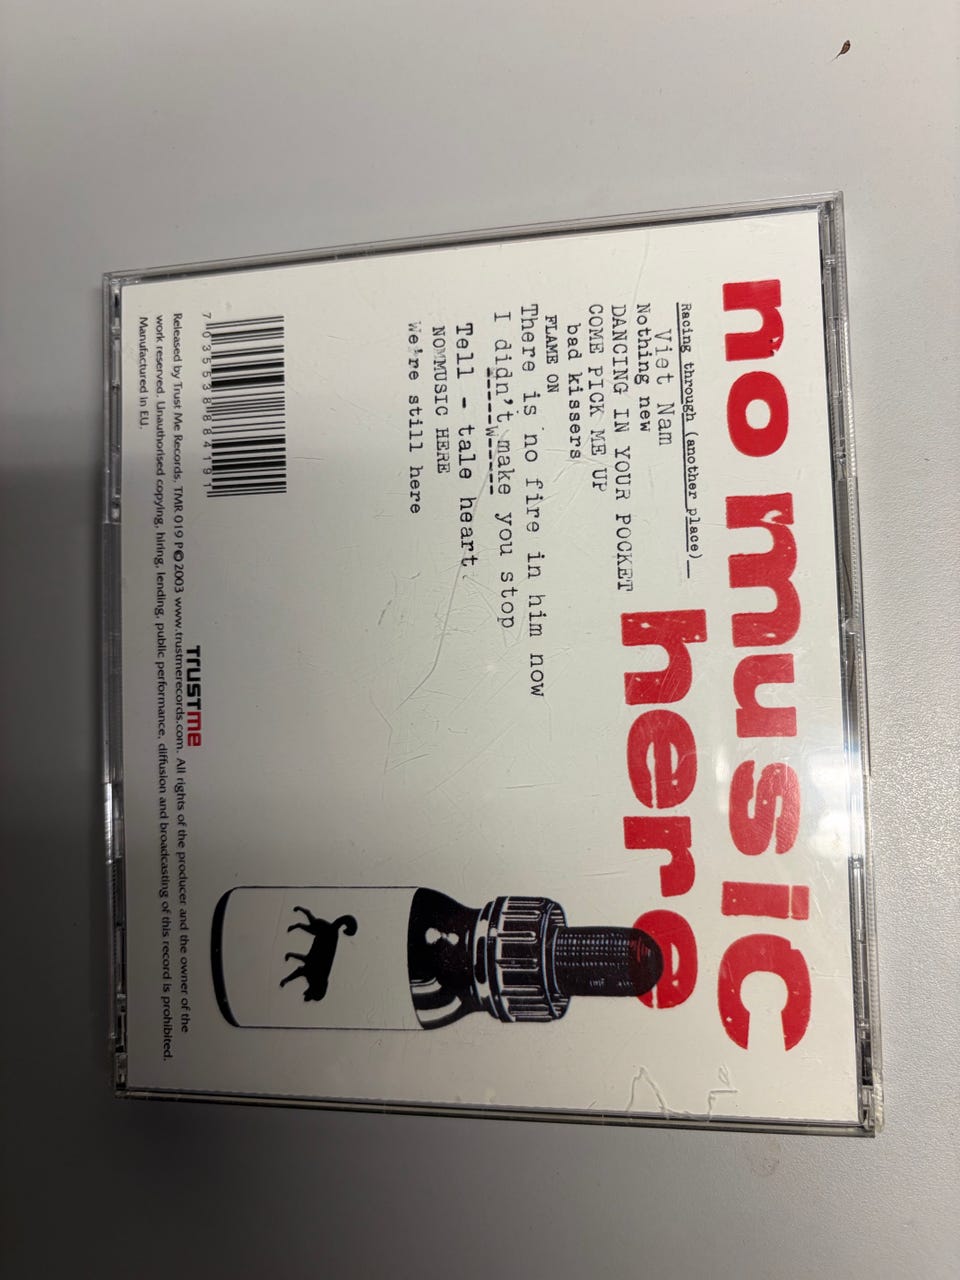 no music
here
Racing through (another place)—
Viet Nam
Nothing new
DANCING IN YOUR POCKET
COME PICK ME UP
bad kissers
FLAME ON
There is no fire in him now
I didn't make you stop
-----w-----
Tell - tale heart
NOMMUSIC HERE
We're still here
7 035538 884191
TRUSTme
Released by Trust Me Records, TMR 019 P© 2003 www.trustmerecords.com. All rights of the producer and the owner of the
work reserved. Unauthorised copying, hiring, lending, public performance, diffusion and broadcasting of this record is prohibited.
Manufactured in EU.